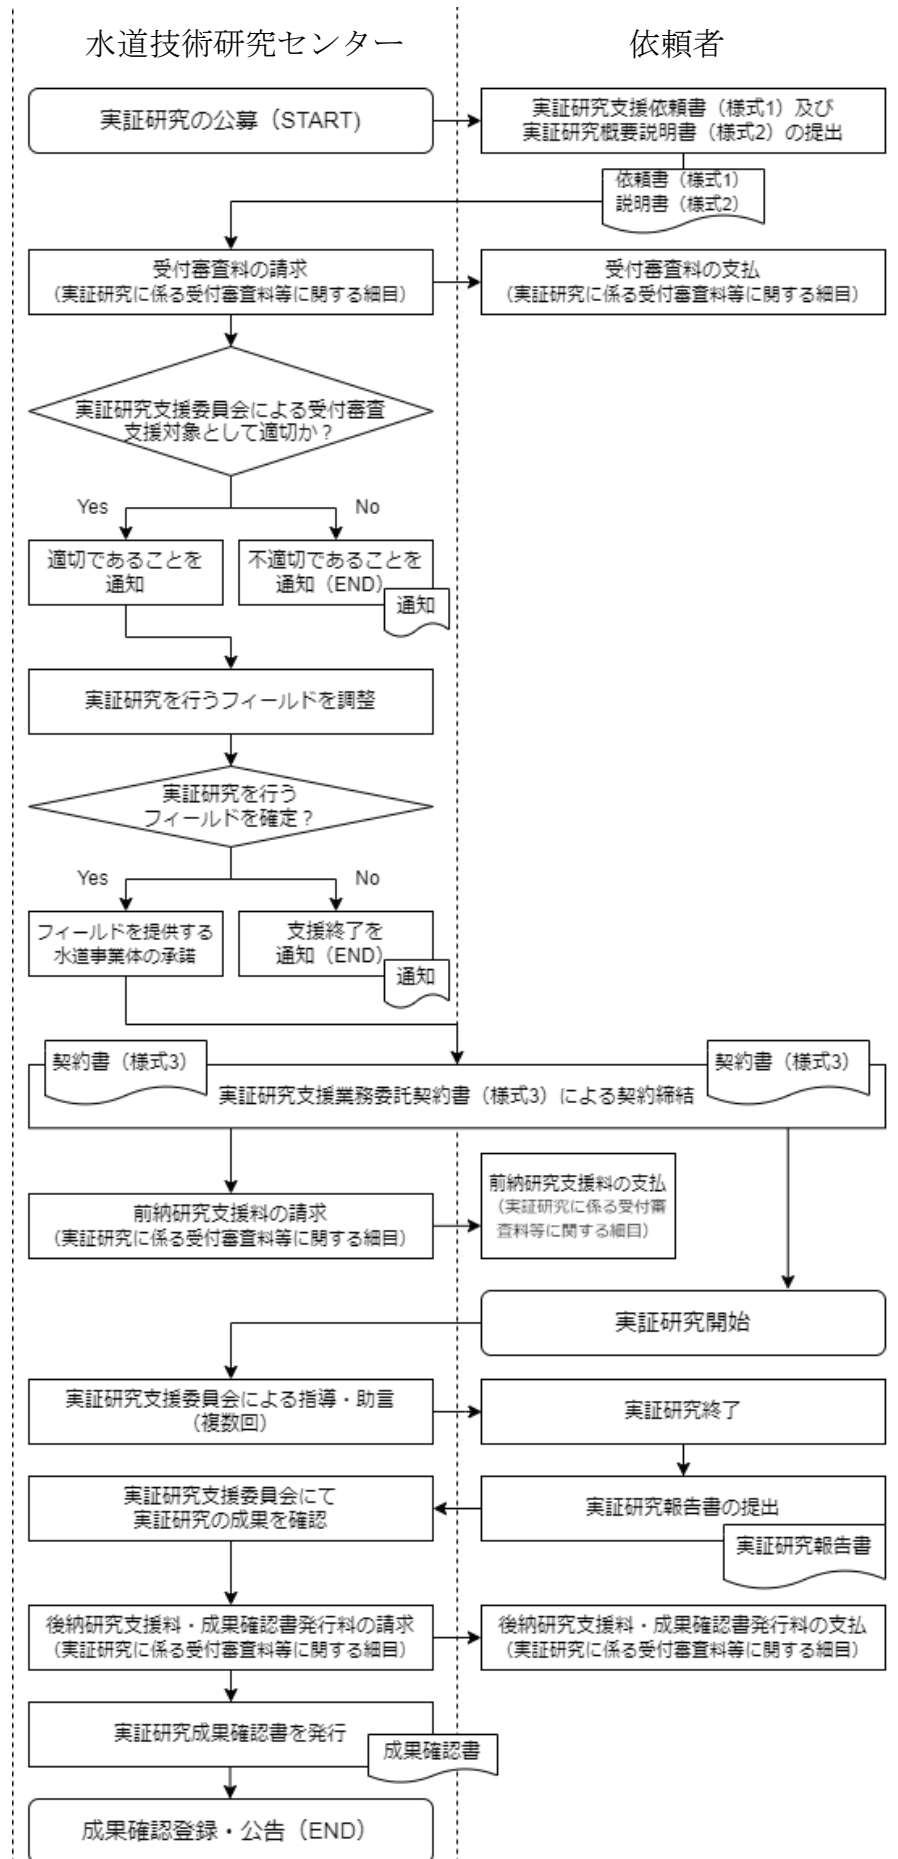 水道技術研究センター
依頼者
実証研究の公募（START)
実証研究支援依頼書（様式1）及び
実証研究概要説明書（様式2）の提出
依頼書（様式1）
説明書（様式2）
受付審査料の請求
（実証研究に係る受付審査料等に関する細目）
受付審査料の支払
（実証研究に係る受付審査料等に関する細目）
実証研究支援委員会による受付審査
支援対象として適切か？
Yes
No
適切であることを
通知
不適切であることを
通知（END）
通知
実証研究を行うフィールドを調整
実証研究を行う
フィールドを確定？
Yes
No
フィールドを提供する
水道事業体の承諾
支援終了を
通知（END）
通知
契約書（様式3）
契約書（様式3）
実証研究支援業務委託契約書（様式3）による契約締結
前納研究支援料の請求
（実証研究に係る受付審査料等に関する細目）
前納研究支援料の支払
（実証研究に係る受付審
査料等に関する細目）
実証研究開始
実証研究支援委員会による指導・助言
（複数回）
実証研究終了
実証研究支援委員会にて
実証研究の成果を確認
実証研究報告書の提出
実証研究報告書
後納研究支援料・成果確認書発行料の請求
（実証研究に係る受付審査料等に関する細目）
後納研究支援料・成果確認書発行料の支払
（実証研究に係る受付審査料等に関する細目）
実証研究成果確認書を発行
成果確認書
成果確認登録・公告（END）